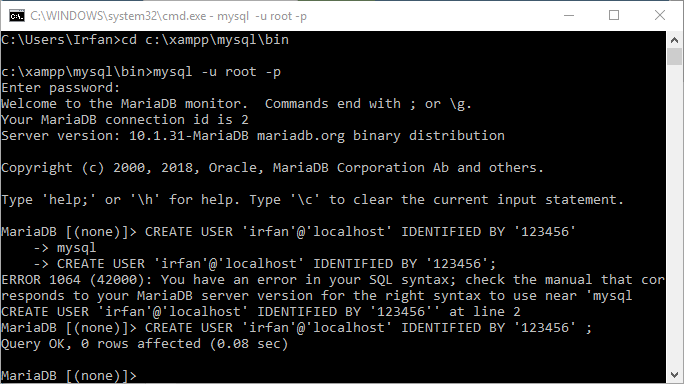 C:\WINDOWS\system32\cmd.exe - mysql -u root -p
C:\Users\Irfan>cd c:\xampp\mysql\bin
c:\xampp\mysql\bin>mysql -u root -p
Enter password:
Welcome to the MariaDB monitor.  Commands end with ; or \g.
Your MariaDB connection id is 2
Server version: 10.1.31-MariaDB mariadb.org binary distribution
Copyright (c) 2000, 2018, Oracle, MariaDB Corporation Ab and others.
Type 'help;' or '\h' for help. Type '\c' to clear the current input statement.
MariaDB [(none)]> CREATE USER 'irfan'@'localhost' IDENTIFIED BY '123456'
    -> mysql
    -> CREATE USER 'irfan'@'localhost' IDENTIFIED BY '123456';
ERROR 1064 (42000): You have an error in your SQL syntax; check the manual that cor
responds to your MariaDB server version for the right syntax to use near 'mysql
CREATE USER 'irfan'@'localhost' IDENTIFIED BY '123456'' at line 2
MariaDB [(none)]> CREATE USER 'irfan'@'localhost' IDENTIFIED BY '123456' ;
Query OK, 0 rows affected (0.08 sec)
MariaDB [(none)]>